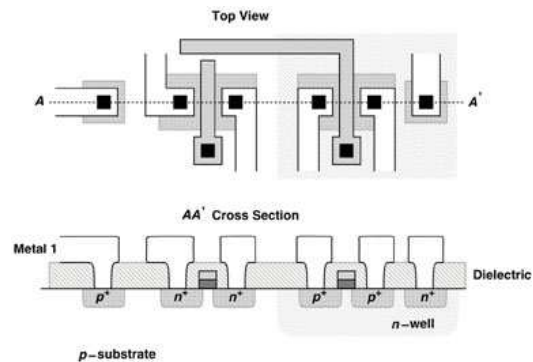 Top View
A A'
AA' Cross Section
Metal 1
Dielectric
p+ n+ n+ p+ p+ n+
n-well
p-substrate